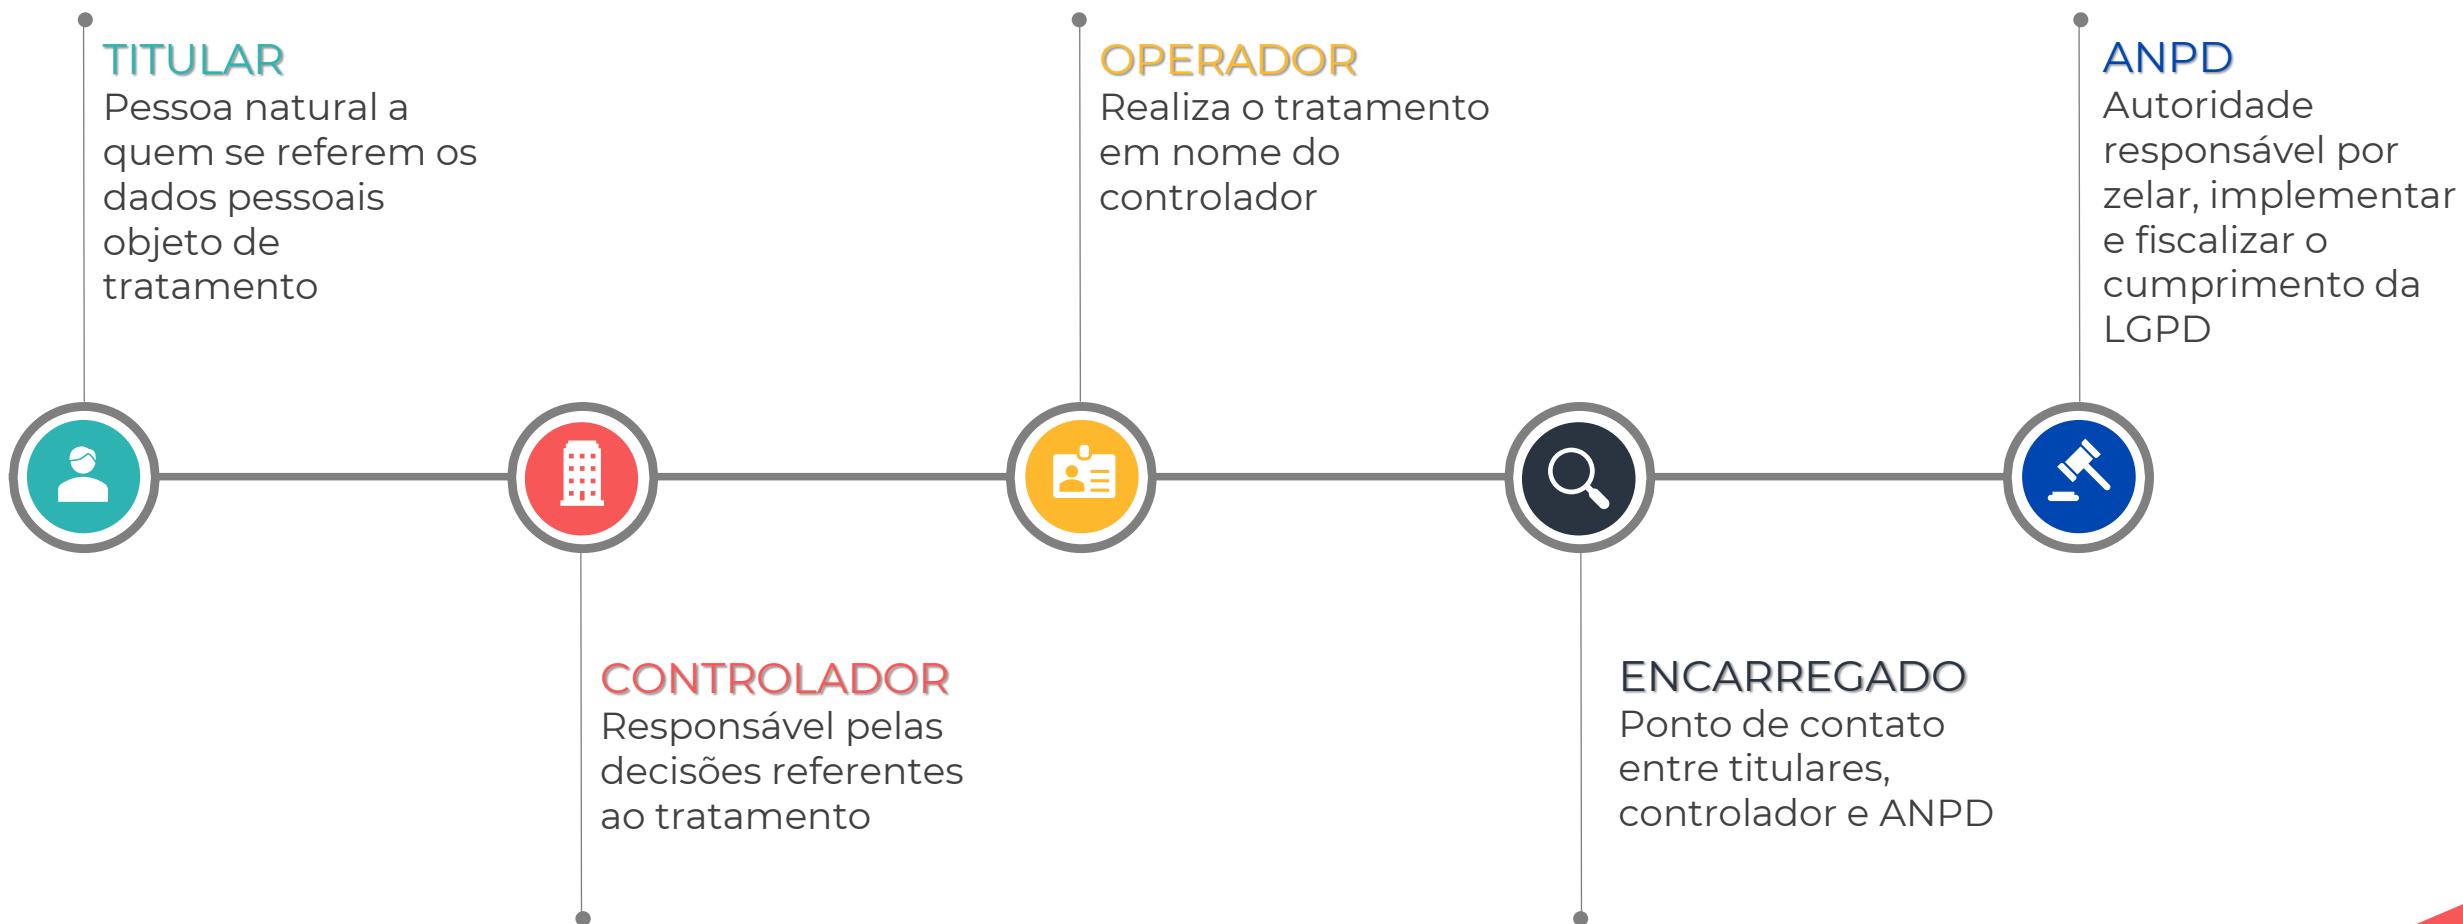 TITULAR
Pessoa natural a
quem se referem os
dados pessoais
objeto de
tratamento
CONTROLADOR
Responsável pelas
decisões referentes
ao tratamento
OPERADOR
Realiza o tratamento
em nome do
controlador
ENCARREGADO
Ponto de contato
entre titulares,
controlador e ANPD
ANPD
Autoridade
responsável por
zelar, implementar
e fiscalizar o
cumprimento da
LGPD